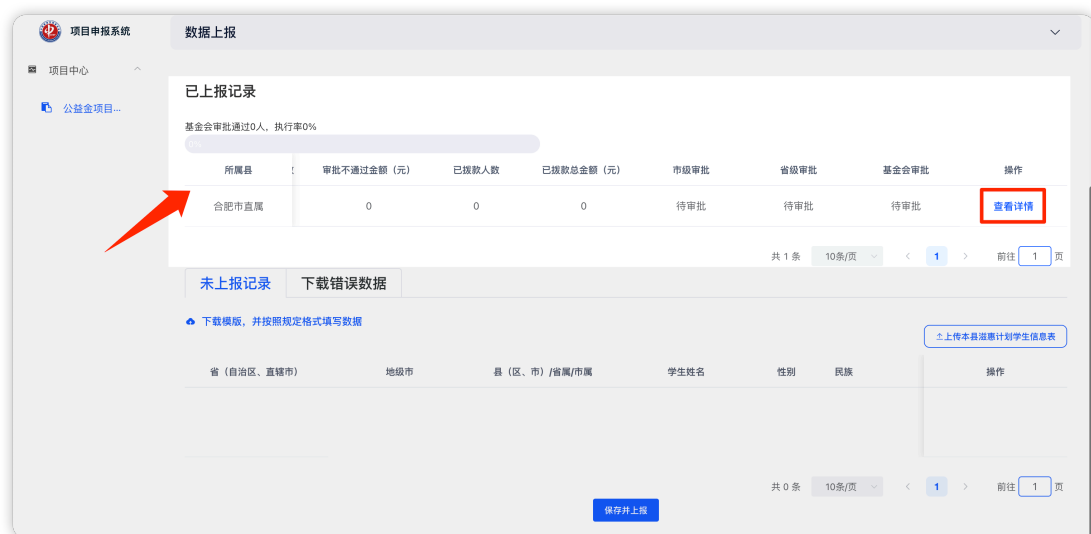 项目申报系统
数据上报
项目中心
公益金项目...
已上报记录
基金会审批通过0人，执行率0%
0%
所属县 审批不通过金额（元） 已拨款人数 已拨款总金额（元） 市级审批 省级审批 基金会审批 操作
合肥市直属 0 0 0 待审批 待审批 待审批 查看详情
共 1 条 10条/页 1 前往 1 页
未上报记录 下载错误数据
下载模版，并按照规定格式填写数据
上传本县滋惠计划学生信息表
省（自治区、直辖市） 地级市 县（区、市）/省属/市属 学生姓名 性别 民族 操作
共 0 条 10条/页 1 前往 1 页
保存并上报